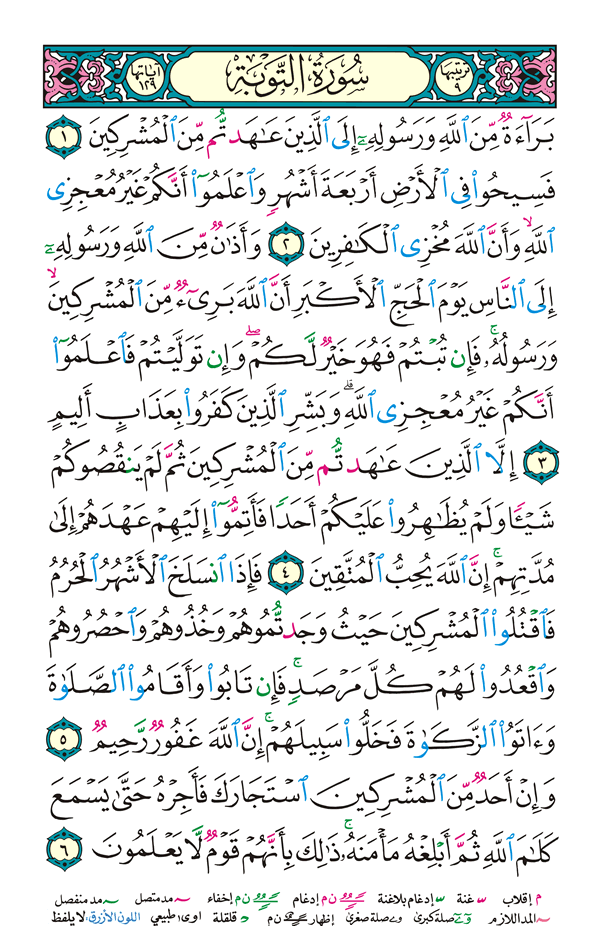 ترتيبها ٩ سُورَةُ التَّوْبَةِ آياتها ١٢٩
بَرَآءَةٌ مِّنَ ٱللَّهِ وَرَسُولِهِۦٓ إِلَى ٱلَّذِينَ عَٰهَدتُّم مِّنَ ٱلْمُشْرِكِينَ ١
فَسِيحُوا۟ فِى ٱلْأَرْضِ أَرْبَعَةَ أَشْهُرٍ وَٱعْلَمُوٓا۟ أَنَّكُمْ غَيْرُ مُعْجِزِى
ٱللَّهِ ۙ وَأَنَّ ٱللَّهَ مُخْزِى ٱلْكَٰفِرِينَ ٢ وَأَذَٰنٌ مِّنَ ٱللَّهِ وَرَسُولِهِۦٓ
إِلَى ٱلنَّاسِ يَوْمَ ٱلْحَجِّ ٱلْأَكْبَرِ أَنَّ ٱللَّهَ بَرِىٓءٌ مِّنَ ٱلْمُشْرِكِينَ ۙ
وَرَسُولُهُۥ ۚ فَإِن تُبْتُمْ فَهُوَ خَيْرٌ لَّكُمْ ۖ وَإِن تَوَلَّيْتُمْ فَٱعْلَمُوٓا۟
أَنَّكُمْ غَيْرُ مُعْجِزِى ٱللَّهِ ۗ وَبَشِّرِ ٱلَّذِينَ كَفَرُوا۟ بِعَذَابٍ أَلِيمٍ
٣ إِلَّا ٱلَّذِينَ عَٰهَدتُّم مِّنَ ٱلْمُشْرِكِينَ ثُمَّ لَمْ يَنقُصُوكُمْ
شَيْـًٔا وَلَمْ يُظَٰهِرُوا۟ عَلَيْكُمْ أَحَدًا فَأَتِمُّوٓا۟ إِلَيْهِمْ عَهْدَهُمْ إِلَىٰ
مُدَّتِهِمْ ۚ إِنَّ ٱللَّهَ يُحِبُّ ٱلْمُتَّقِينَ ٤ فَإِذَا ٱنسَلَخَ ٱلْأَشْهُرُ ٱلْحُرُمُ
فَٱقْتُلُوا۟ ٱلْمُشْرِكِينَ حَيْثُ وَجَدتُّمُوهُمْ وَخُذُوهُمْ وَٱحْصُرُوهُمْ
وَٱقْعُدُوا۟ لَهُمْ كُلَّ مَرْصَدٍ ۚ فَإِن تَابُوا۟ وَأَقَامُوا۟ ٱلصَّلَوٰةَ
وَءَاتَوُا۟ ٱلزَّكَوٰةَ فَخَلُّوا۟ سَبِيلَهُمْ ۚ إِنَّ ٱللَّهَ غَفُورٌ رَّحِيمٌ ٥
وَإِنْ أَحَدٌ مِّنَ ٱلْمُشْرِكِينَ ٱسْتَجَارَكَ فَأَجِرْهُ حَتَّىٰ يَسْمَعَ
كَلَٰمَ ٱللَّهِ ثُمَّ أَبْلِغْهُ مَأْمَنَهُۥ ۚ ذَٰلِكَ بِأَنَّهُمْ قَوْمٌ لَّا يَعْلَمُونَ ٦
م إقلاب غنة إدغام بلاغنة ن م إدغام ن م إخفاء مد متصل مد منفصل
المد اللازم صلة كبرى صلة صغرى إظهار ن م قلقلة اوى طبيعي اللون الأزرق: لا يلفظ